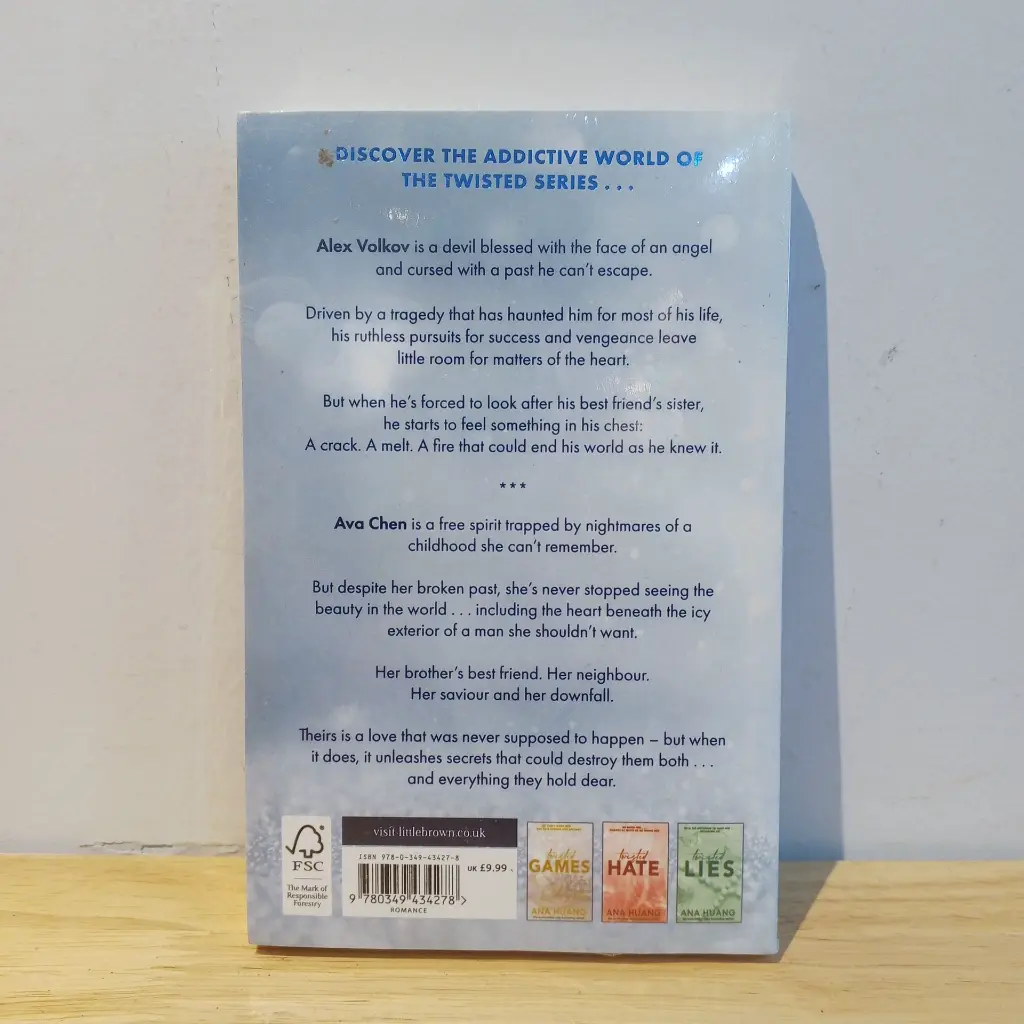 DISCOVER THE ADDICTIVE WORLD OF
THE TWISTED SERIES . . .
Alex Volkov is a devil blessed with the face of an angel
and cursed with a past he can't escape.
Driven by a tragedy that has haunted him for most of his life,
his ruthless pursuits for success and vengeance leave
little room for matters of the heart.
But when he's forced to look after his best friend's sister,
he starts to feel something in his chest:
A crack. A melt. A fire that could end his world as he knew it.
***
Ava Chen is a free spirit trapped by nightmares of a
childhood she can't remember.
But despite her broken past, she's never stopped seeing the
beauty in the world . . . including the heart beneath the icy
exterior of a man she shouldn't want.
Her brother's best friend. Her neighbour.
Her saviour and her downfall.
Theirs is a love that was never supposed to happen – but when
it does, it unleashes secrets that could destroy them both . . .
and everything they hold dear.
FSC
The Mark of
Responsible
Forestry
visit littlebrown.co.uk
ISBN 978-0-349-43427-8
UK £9.99
9 780349 434278 >
ROMANCE
twisted
GAMES
ANA HUANG
twisted
HATE
ANA HUANG
twisted
LIES
ANA HUANG